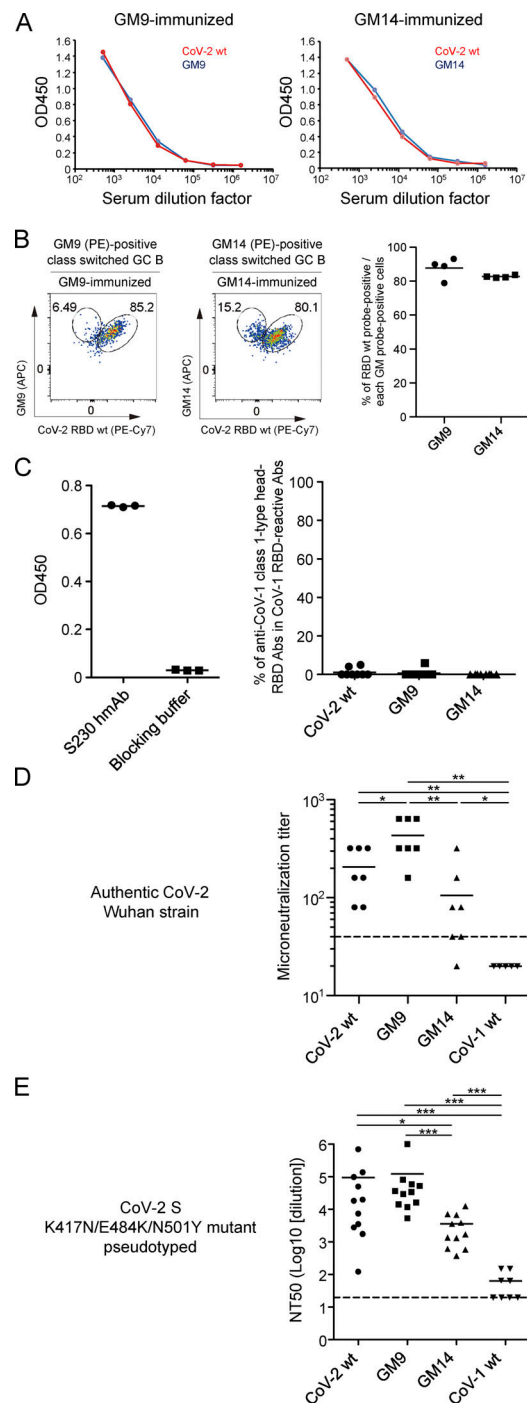 A
GM9-immunized
GM14-immunized
CoV-2 wt
GM9
CoV-2 wt
GM14
OD450
1.6
1.4
1.2
1.0
0.8
0.6
0.4
0.2
0
10² 10³ 10⁴ 10⁵ 10⁶ 10⁷
Serum dilution factor
OD450
1.6
1.4
1.2
1.0
0.8
0.6
0.4
0.2
0
10² 10³ 10⁴ 10⁵ 10⁶ 10⁷
Serum dilution factor
B
GM9 (PE)-positive
class switched GC B
GM9-immunized
6.49 85.2
0
0
GM9 (APC)
CoV-2 RBD wt (PE-Cy7)
GM14 (PE)-positive
class switched GC B
GM14-immunized
15.2 80.1
0
0
GM14 (APC)
CoV-2 RBD wt (PE-Cy7)
% of RBD wt probe-positive /
each GM probe-positive cells
100
80
60
40
20
0
GM9
GM14
C
OD450
0.8
0.6
0.4
0.2
0
S230 hmAb
Blocking buffer
% of anti-CoV-1 class 1-type head-
RBD Abs in CoV-1 RBD-reactive Abs
100
80
60
40
20
0
CoV-2 wt
GM9
GM14
D
Authentic CoV-2
Wuhan strain
Microneutralization titer
10³
10²
10¹
**
**
* ** *
CoV-2 wt
GM9
GM14
CoV-1 wt
E
CoV-2 S
K417N/E484K/N501Y mutant
pseudotyped
NT50 (Log10 [dilution])
6
5
4
3
2
1
0
***
***
***
*
***
CoV-2 wt
GM9
GM14
CoV-1 wt